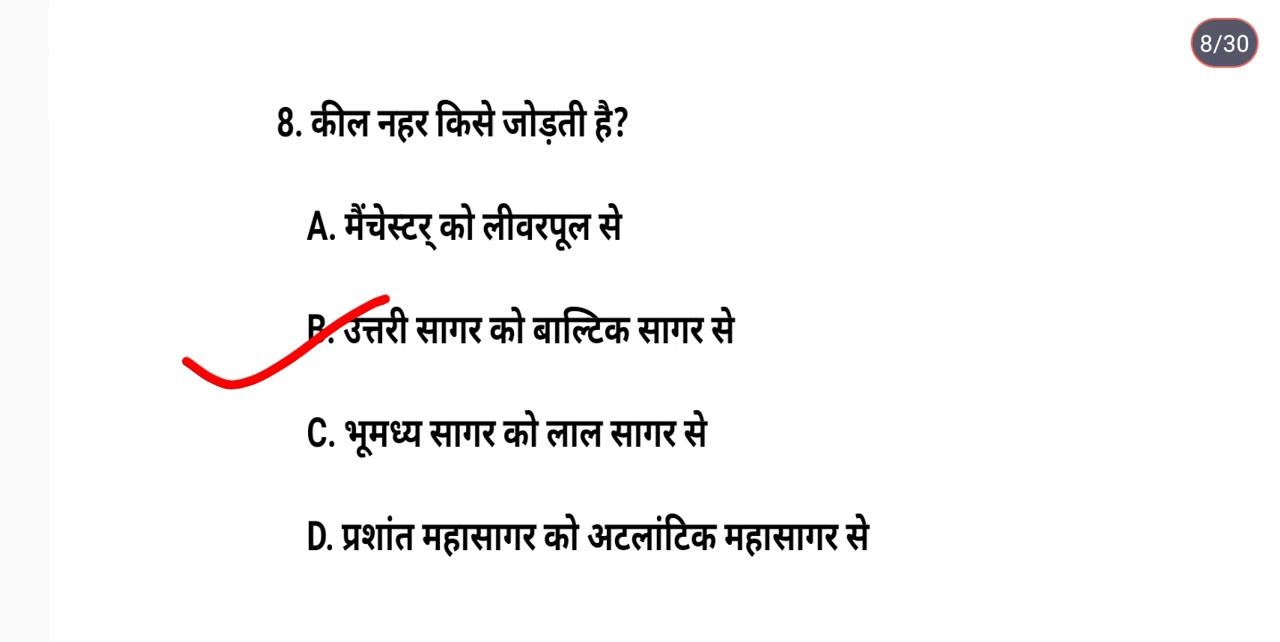 8/30
8. कील नहर किसे जोड़ती है?
A. मैंचेस्टर् को लीवरपूल से
B. उत्तरी सागर को बाल्टिक सागर से
C. भूमध्य सागर को लाल सागर से
D. प्रशांत महासागर को अटलांटिक महासागर से